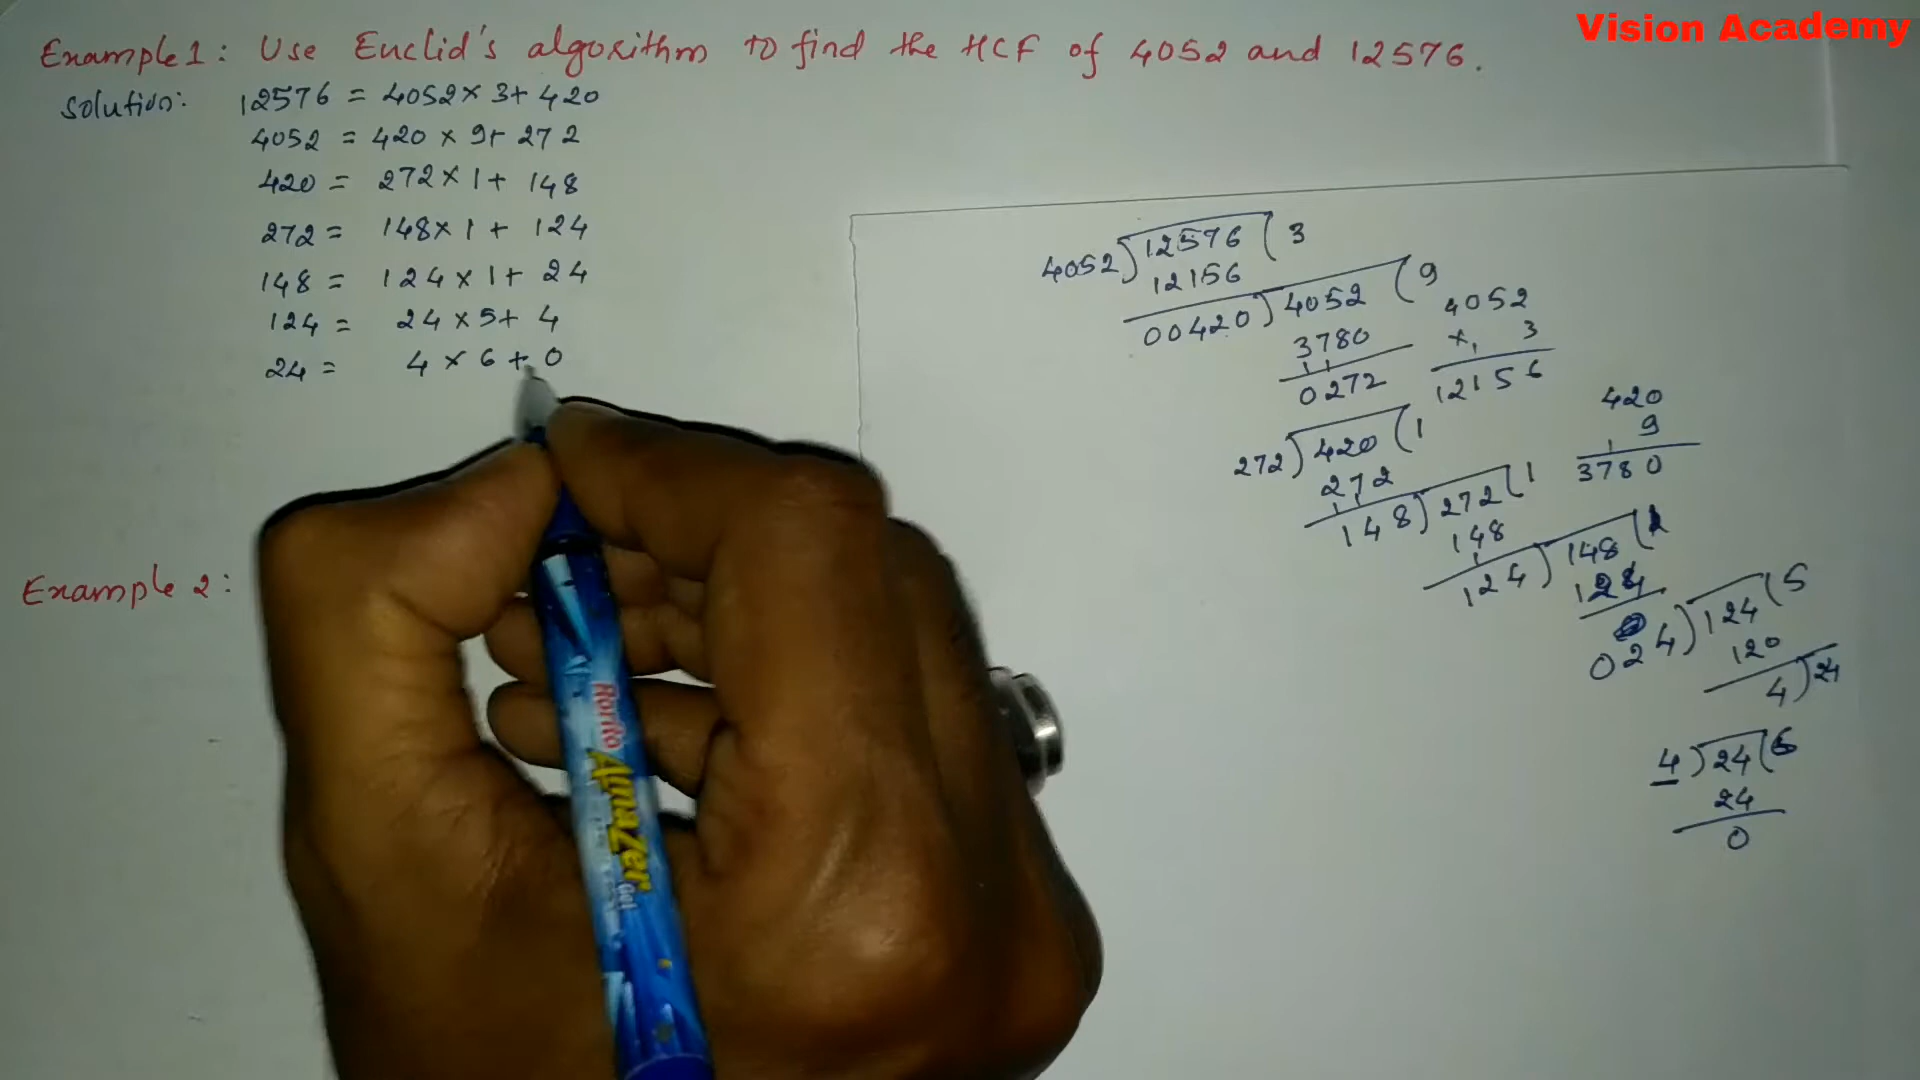 Vision Academy
Example 1: Use Euclid's algorithm to find the HCF of 4052 and 12576.
Solution: 12576 = 4052 × 3 + 420
4052 = 420 × 9 + 272
420 = 272 × 1 + 148
272 = 148 × 1 + 124
148 = 124 × 1 + 24
124 = 24 × 5 + 4
24 = 4 × 6 + 0
Example 2:
4052 ) 12576 ( 3
12156
00420 ) 4052 ( 9
3780
0272
4052
× 3
12156
420
9
3780
272 ) 420 ( 1
272
148 ) 272 ( 1
148
124 ) 148 (
124
024 ) 124 ( 5
120
4 ) 24
4 ) 24 ( 6
24
0
Rorito
Amazer
Gel